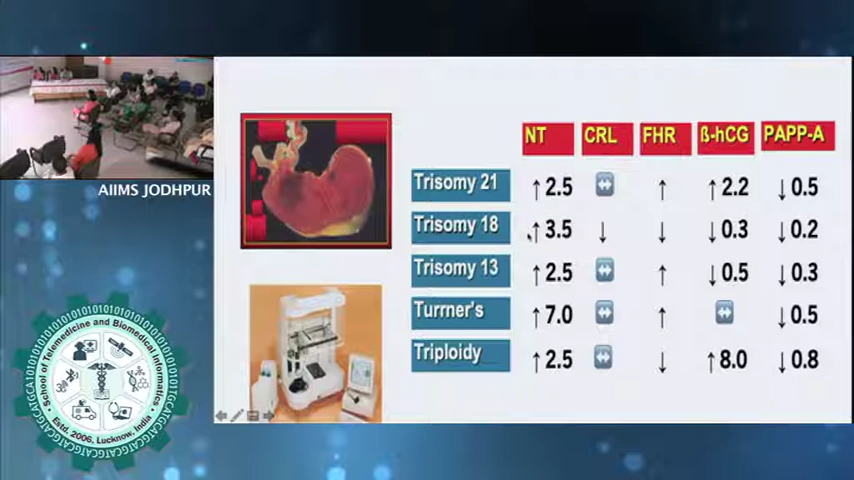 AIIMS JODHPUR
NT CRL FHR ß-hCG PAPP-A
Trisomy 21 ↑2.5 ↔ ↑ ↑2.2 ↓0.5
Trisomy 18 ↑3.5 ↓ ↓ ↓0.3 ↓0.2
Trisomy 13 ↑2.5 ↔ ↑ ↓0.5 ↓0.3
Turrner's ↑7.0 ↔ ↑ ↔ ↓0.5
Triploidy ↑2.5 ↔ ↓ ↑8.0 ↓0.8
School of Telemedicine and Biomedical Informatics
Estd. 2006, Lucknow, India